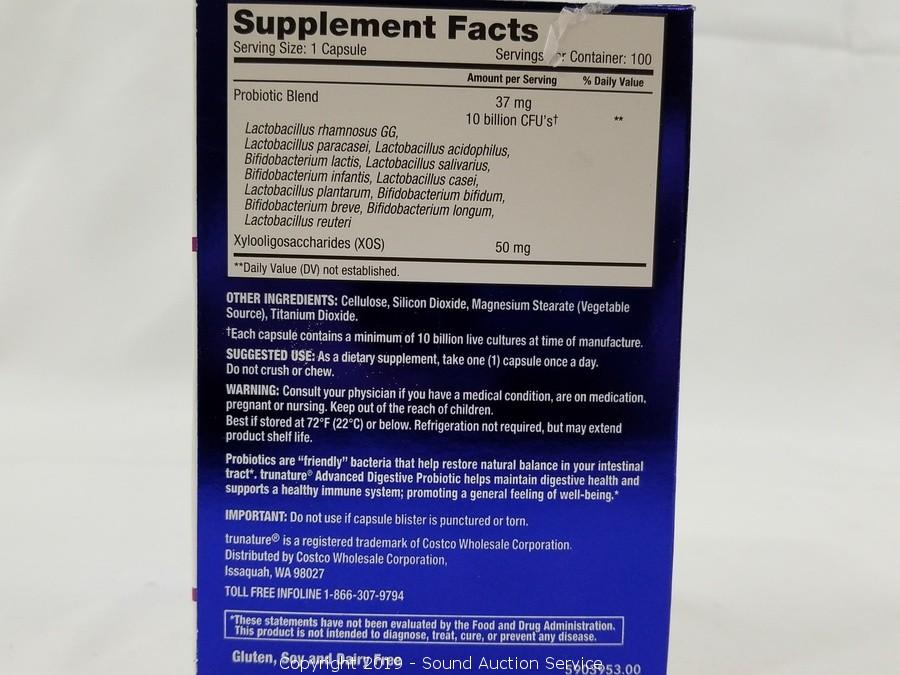 Supplement Facts
Serving Size: 1 Capsule Servings Container: 100
Amount per Serving % Daily Value
Probiotic Blend 37 mg
10 billion CFU's† **
Lactobacillus rhamnosus GG,
Lactobacillus paracasei, Lactobacillus acidophilus,
Bifidobacterium lactis, Lactobacillus salivarius,
Bifidobacterium infantis, Lactobacillus casei,
Lactobacillus plantarum, Bifidobacterium bifidum,
Bifidobacterium breve, Bifidobacterium longum,
Lactobacillus reuteri
Xylooligosaccharides (XOS) 50 mg
**Daily Value (DV) not established.
OTHER INGREDIENTS: Cellulose, Silicon Dioxide, Magnesium Stearate (Vegetable
Source), Titanium Dioxide.
†Each capsule contains a minimum of 10 billion live cultures at time of manufacture.
SUGGESTED USE: As a dietary supplement, take one (1) capsule once a day.
Do not crush or chew.
WARNING: Consult your physician if you have a medical condition, are on medication,
pregnant or nursing. Keep out of the reach of children.
Best if stored at 72°F (22°C) or below. Refrigeration not required, but may extend
product shelf life.
Probiotics are “friendly” bacteria that help restore natural balance in your intestinal
tract*. trunature® Advanced Digestive Probiotic helps maintain digestive health and
supports a healthy immune system; promoting a general feeling of well-being.*
IMPORTANT: Do not use if capsule blister is punctured or torn.
trunature® is a registered trademark of Costco Wholesale Corporation.
Distributed by Costco Wholesale Corporation,
Issaquah, WA 98027
TOLL FREE INFOLINE 1-866-307-9794
*These statements have not been evaluated by the Food and Drug Administration.
This product is not intended to diagnose, treat, cure, or prevent any disease.
Gluten, Soy and Dairy Free
Copyright 2019 - Sound Auction Service
5903953.00